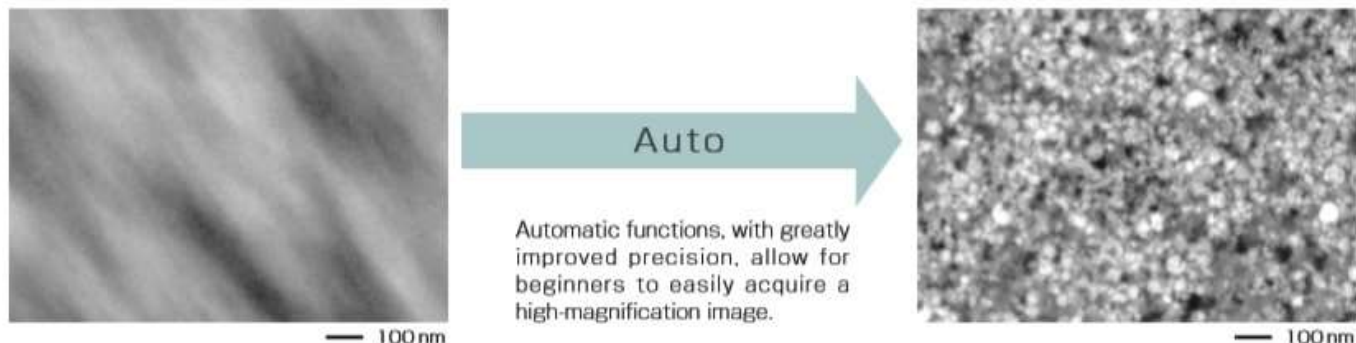 Auto
Automatic functions, with greatly
improved precision, allow for
beginners to easily acquire a
high-magnification image.
100 nm
100 nm